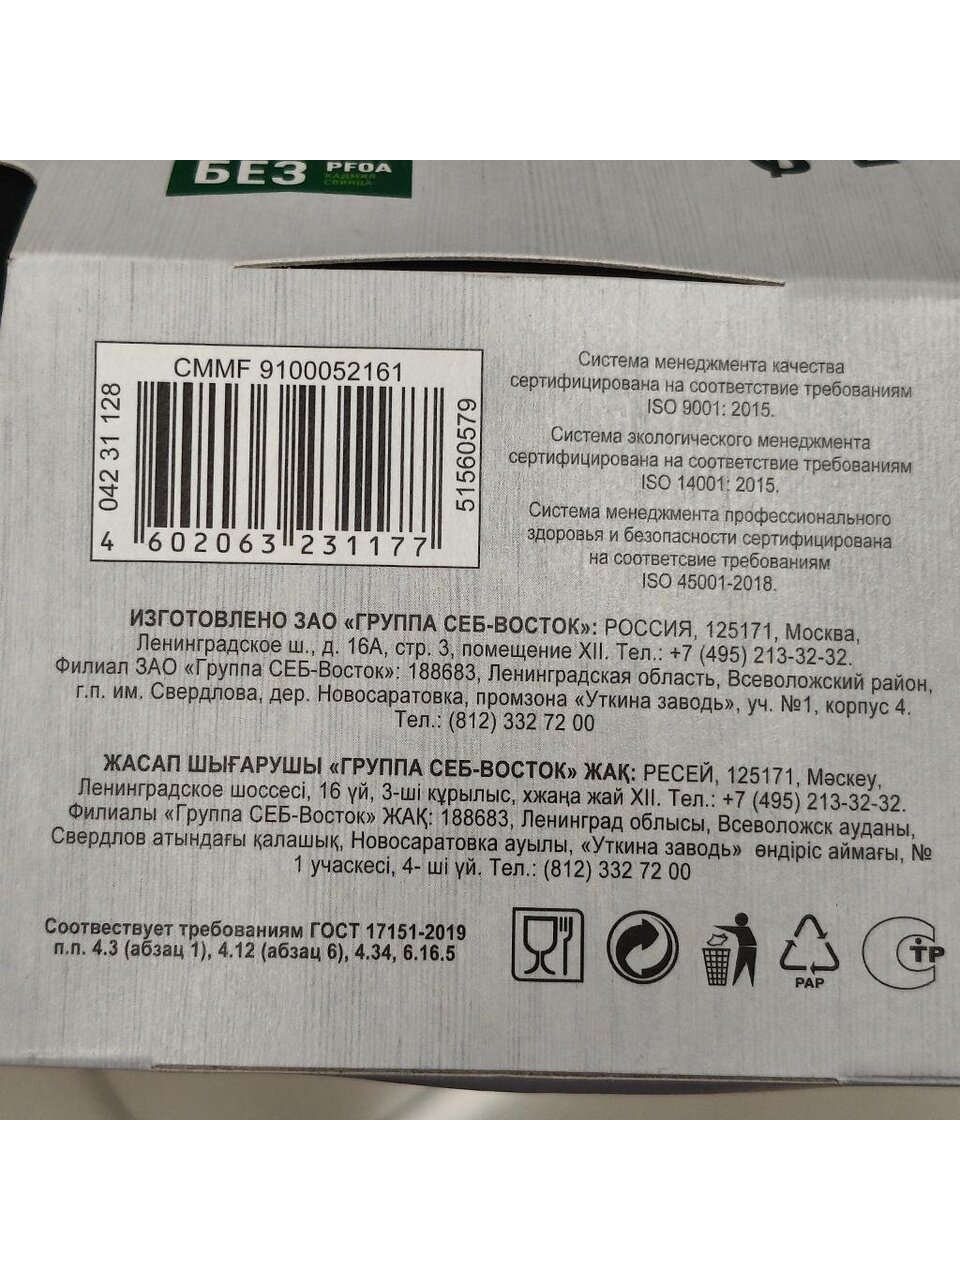 БЕЗ PFOA
КАДМИЯ
СВИНЦА
CMMF 9100052161
042 31 128
51560579
4 602063 231177
Система менеджмента качества
сертифицирована на соответствие требованиям
ISO 9001: 2015.
Система экологического менеджмента
сертифицирована на соответствие требованиям
ISO 14001: 2015.
Система менеджмента профессионального
здоровья и безопасности сертифицирована
на соответсвие требованиям
ISO 45001-2018.
ИЗГОТОВЛЕНО ЗАО «ГРУППА СЕБ-ВОСТОК»: РОССИЯ, 125171, Москва,
Ленинградское ш., д. 16А, стр. 3, помещение XII. Тел.: +7 (495) 213-32-32.
Филиал ЗАО «Группа СЕБ-Восток»: 188683, Ленинградская область, Всеволожский район,
г.п. им. Свердлова, дер. Новосаратовка, промзона «Уткина заводь», уч. №1, корпус 4.
Тел.: (812) 332 72 00
ЖАСАП ШЫҒАРУШЫ «ГРУППА СЕБ-ВОСТОК» ЖАҚ: РЕСЕЙ, 125171, Мәскеу,
Ленинградское шоссесі, 16 үй, 3-ші құрылыс, хжаңа жай XII. Тел.: +7 (495) 213-32-32.
Филиалы «Группа СЕБ-Восток» ЖАҚ: 188683, Ленинград облысы, Всеволожск ауданы,
Свердлов атындағы қалашық, Новосаратовка ауылы, «Уткина заводь» өндіріс аймағы, №
1 учаскесі, 4- ші үй. Тел.: (812) 332 72 00
Соотвествует требованиям ГОСТ 17151-2019
п.п. 4.3 (абзац 1), 4.12 (абзац 6), 4.34, 6.16.5
PAP
СТР